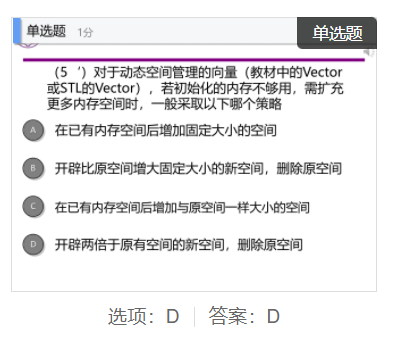 单选题 1分
单选题
（5 ‘）对于动态空间管理的向量（教材中的Vector
或STL的Vector），若初始化的内存不够用，需扩充
更多内存空间时，一般采取以下哪个策略
A 在已有内存空间后增加固定大小的空间
B 开辟比原空间增大固定大小的新空间，删除原空间
C 在已有内存空间后增加与原空间一样大小的空间
D 开辟两倍于原有空间的新空间，删除原空间
选项：D 答案：D